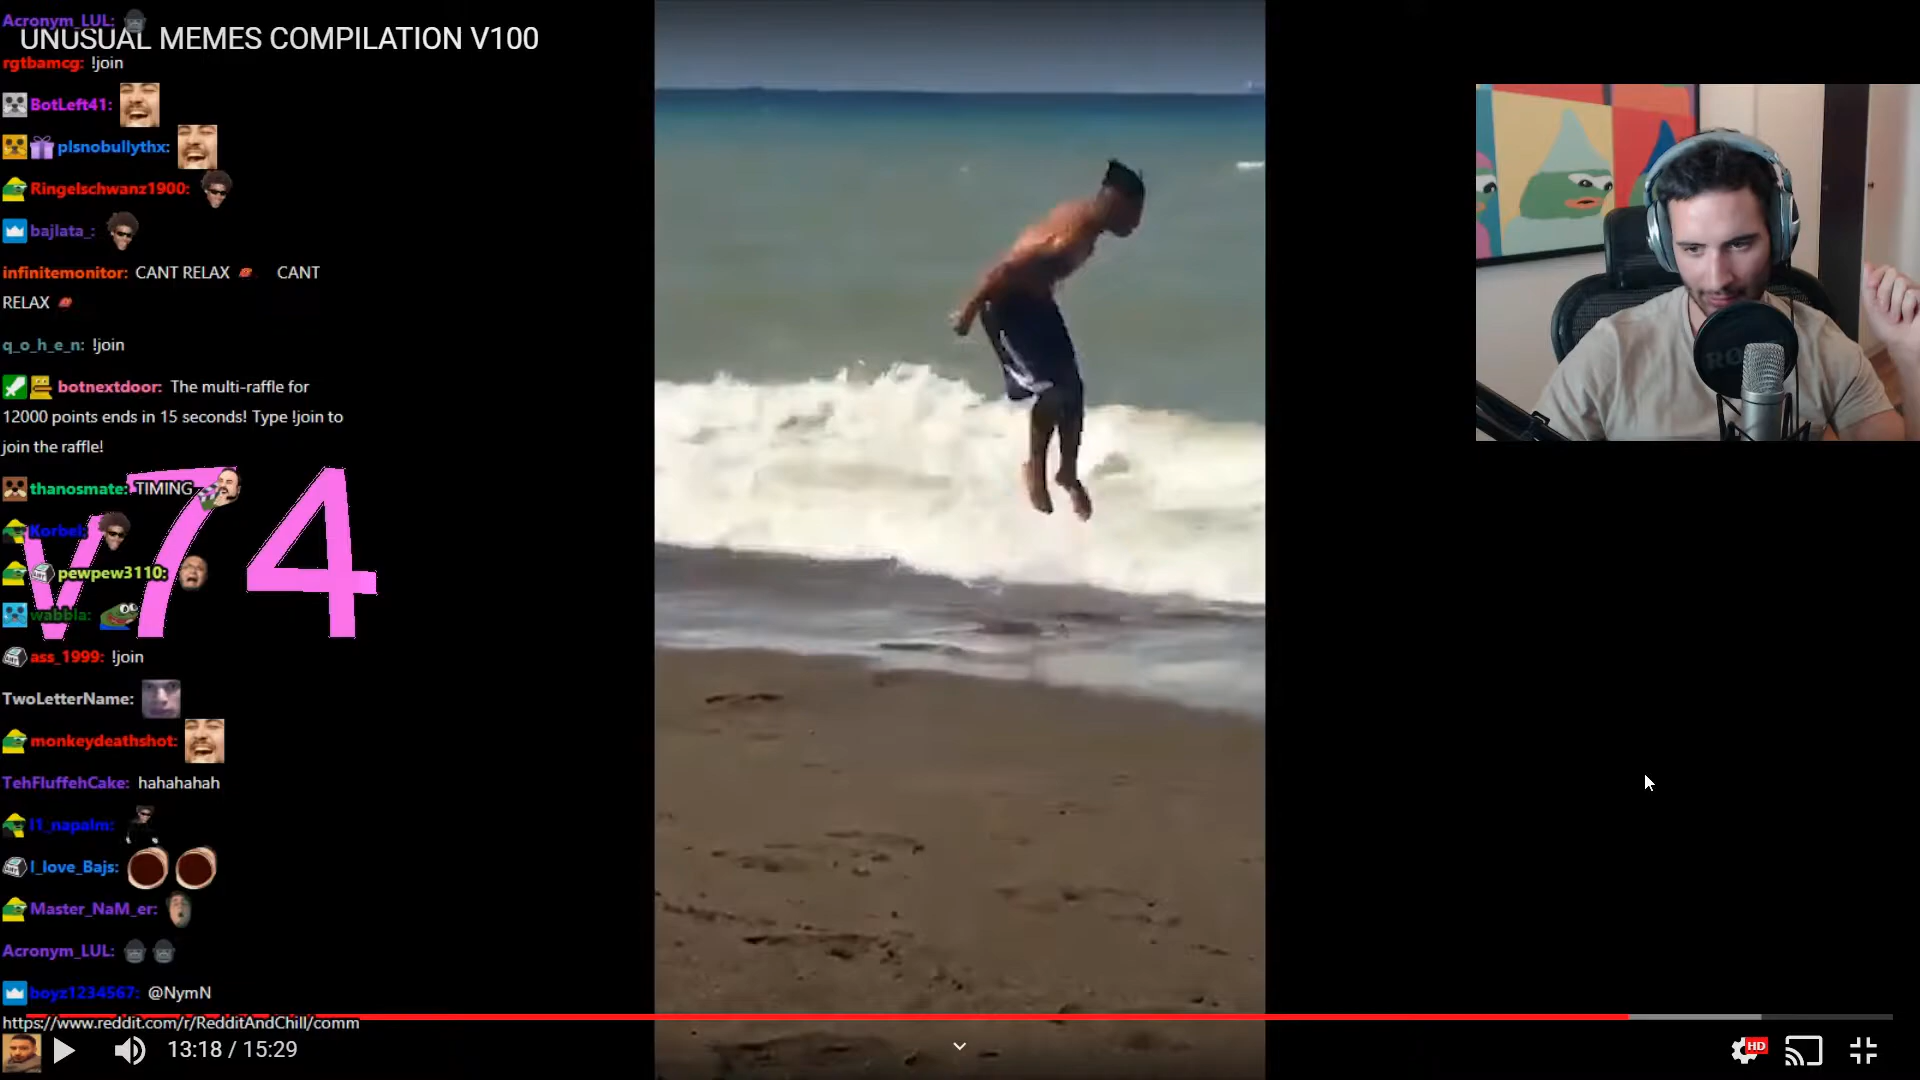 Acronym_LUL:
UNUSUAL MEMES COMPILATION V100
rgtbamcg: !join
BotLeft41:
plsnobullythx:
Ringelschwanz1900:
bajlata_:
infinitemonitor: CANT RELAX CANT
RELAX
q_o_h_e_n: !join
botnextdoor: The multi-raffle for
12000 points ends in 15 seconds! Type !join to
join the raffle!
thanosmate: TIMING
Korbel:
v74
pewpew3110:
wabbla:
ass_1999: !join
TwoLetterName:
monkeydeathshot:
TehFluffehCake: hahahahah
l1_napalm:
I_love_Bajs:
Master_NaM_er:
Acronym_LUL:
boyz1234567: @NymN
https://www.reddit.com/r/RedditAndChill/comm
13:18 / 15:29
HD